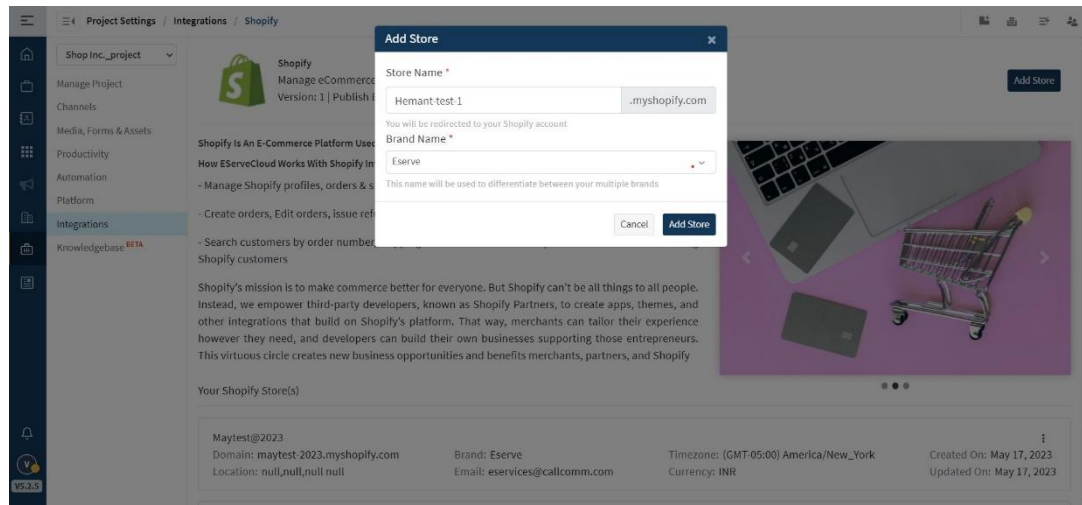 Project Settings / Integrations / Shopify
Add Store
Shop Inc._project
Manage Project
Channels
Media, Forms & Assets
Productivity
Automation
Platform
Integrations
Knowledgebase BETA
V
V5.2.5
Shopify
Manage eCommerce
Version: 1 | Publish
Add Store
Store Name *
Hemant-test-1
.myshopify.com
You will be redirected to your Shopify account
Brand Name *
Eserve
This name will be used to differentiate between your multiple brands
Cancel
Add Store
Shopify Is An E-Commerce Platform Used
How EServeCloud Works With Shopify
- Manage Shopify profiles, orders &
- Create orders, Edit orders, issue
- Search customers by order number,
Shopify customers
Shopify's mission is to make commerce better for everyone. But Shopify can't be all things to all people.
Instead, we empower third-party developers, known as Shopify Partners, to create apps, themes, and
other integrations that build on Shopify's platform. That way, merchants can tailor their experience
however they need, and developers can build their own businesses supporting those entrepreneurs.
This virtuous circle creates new business opportunities and benefits merchants, partners, and Shopify
Your Shopify Store(s)
Maytest@2023
Domain: maytest-2023.myshopify.com Brand: Eserve Timezone: (GMT-05:00) America/New_York Created On: May 17, 2023
Location: null,null,null null Email: eservices@callcomm.com Currency: INR Updated On: May 17, 2023